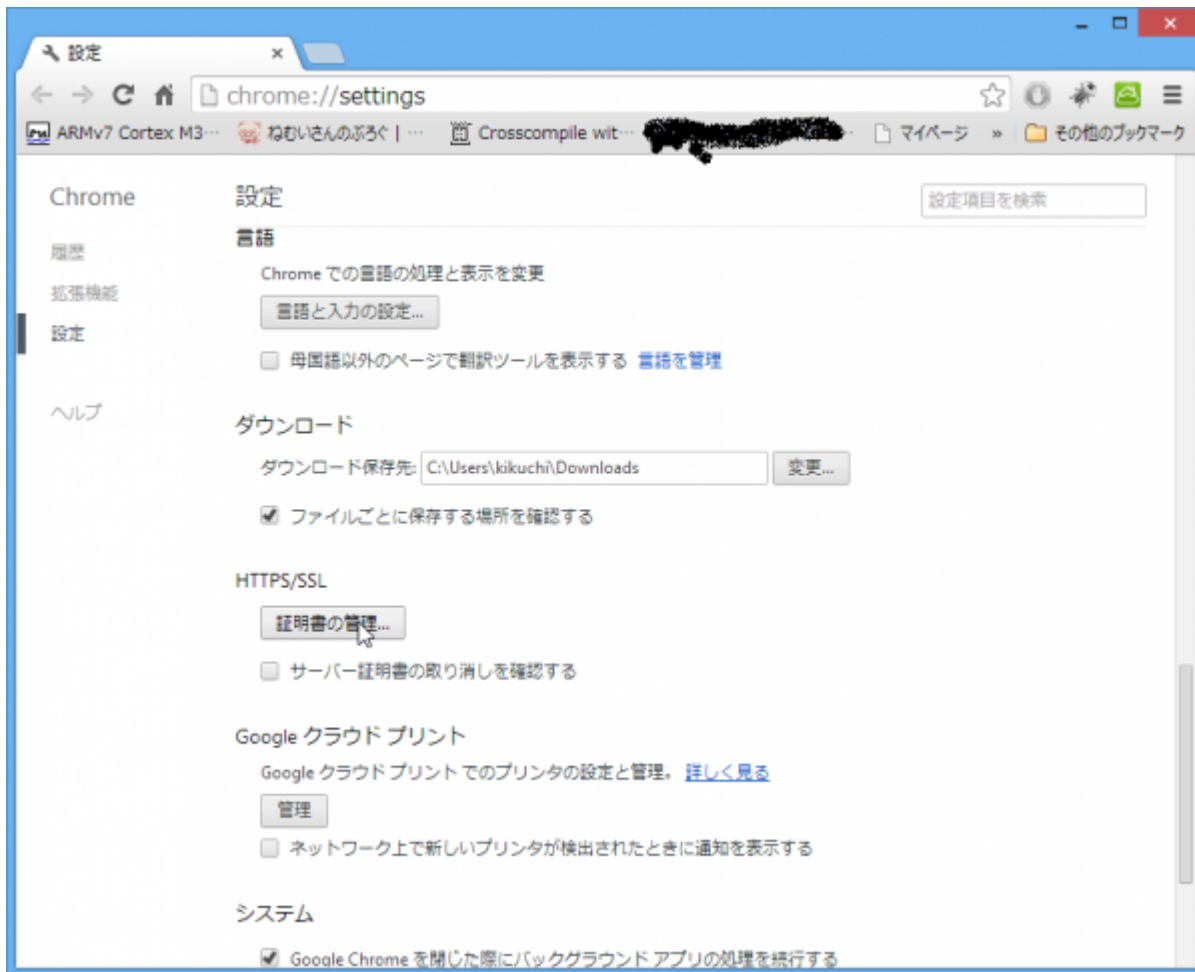 設定
chrome://settings
ARMv7 Cortex M3…
ねむいさんのぶろぐ | …
Crosscompile wit…
マイページ
»
その他のブックマーク
Chrome
設定
設定項目を検索
履歴
拡張機能
設定
ヘルプ
言語
Chrome での言語の処理と表示を変更
言語と入力の設定...
母国語以外のページで翻訳ツールを表示する 言語を管理
ダウンロード
ダウンロード保存先: C:\Users\kikuchi\Downloads 変更...
ファイルごとに保存する場所を確認する
HTTPS/SSL
証明書の管理...
サーバー証明書の取り消しを確認する
Google クラウド プリント
Google クラウド プリント でのプリンタの設定と管理。 詳しく見る
管理
ネットワーク上で新しいプリンタが検出されたときに通知を表示する
システム
Google Chrome を閉じた際にバックグラウンド アプリの処理を続行する